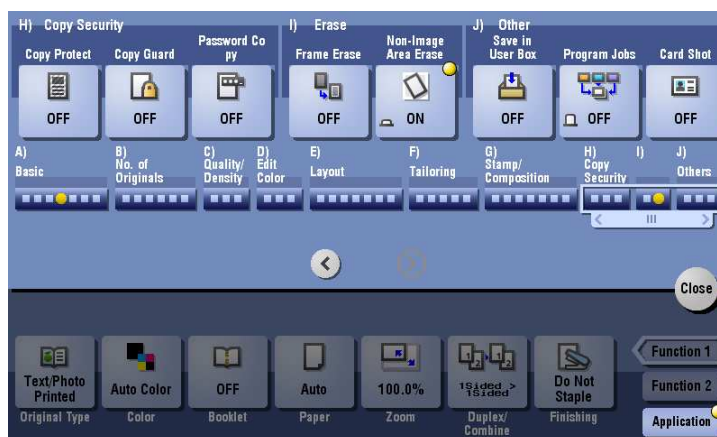 H) Copy Security
I) Erase
J) Other
Copy Protect
Copy Guard
Password Co
py
Frame Erase
Non-Image
Area Erase
Save in
User Box
Program Jobs
Card Shot
OFF
OFF
OFF
OFF
ON
OFF
OFF
OFF
A)
Basic
B)
No. of
Originals
C)
Quality/
Density
D)
Edit
Color
E)
Layout
F)
Tailoring
G)
Stamp/
Composition
H)
Copy
Security
I)
J)
Others
Close
Text/Photo
Printed
Auto Color
OFF
Auto
100.0%
1Sided >
1Sided
Do Not
Staple
Original Type
Color
Booklet
Paper
Zoom
Duplex/
Combine
Finishing
Function 1
Function 2
Application